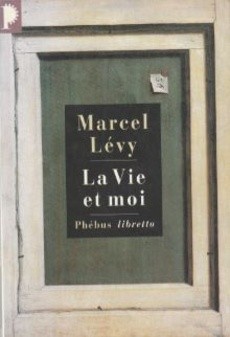 Marcel
Lévy
La Vie
et moi
Phébus libretto